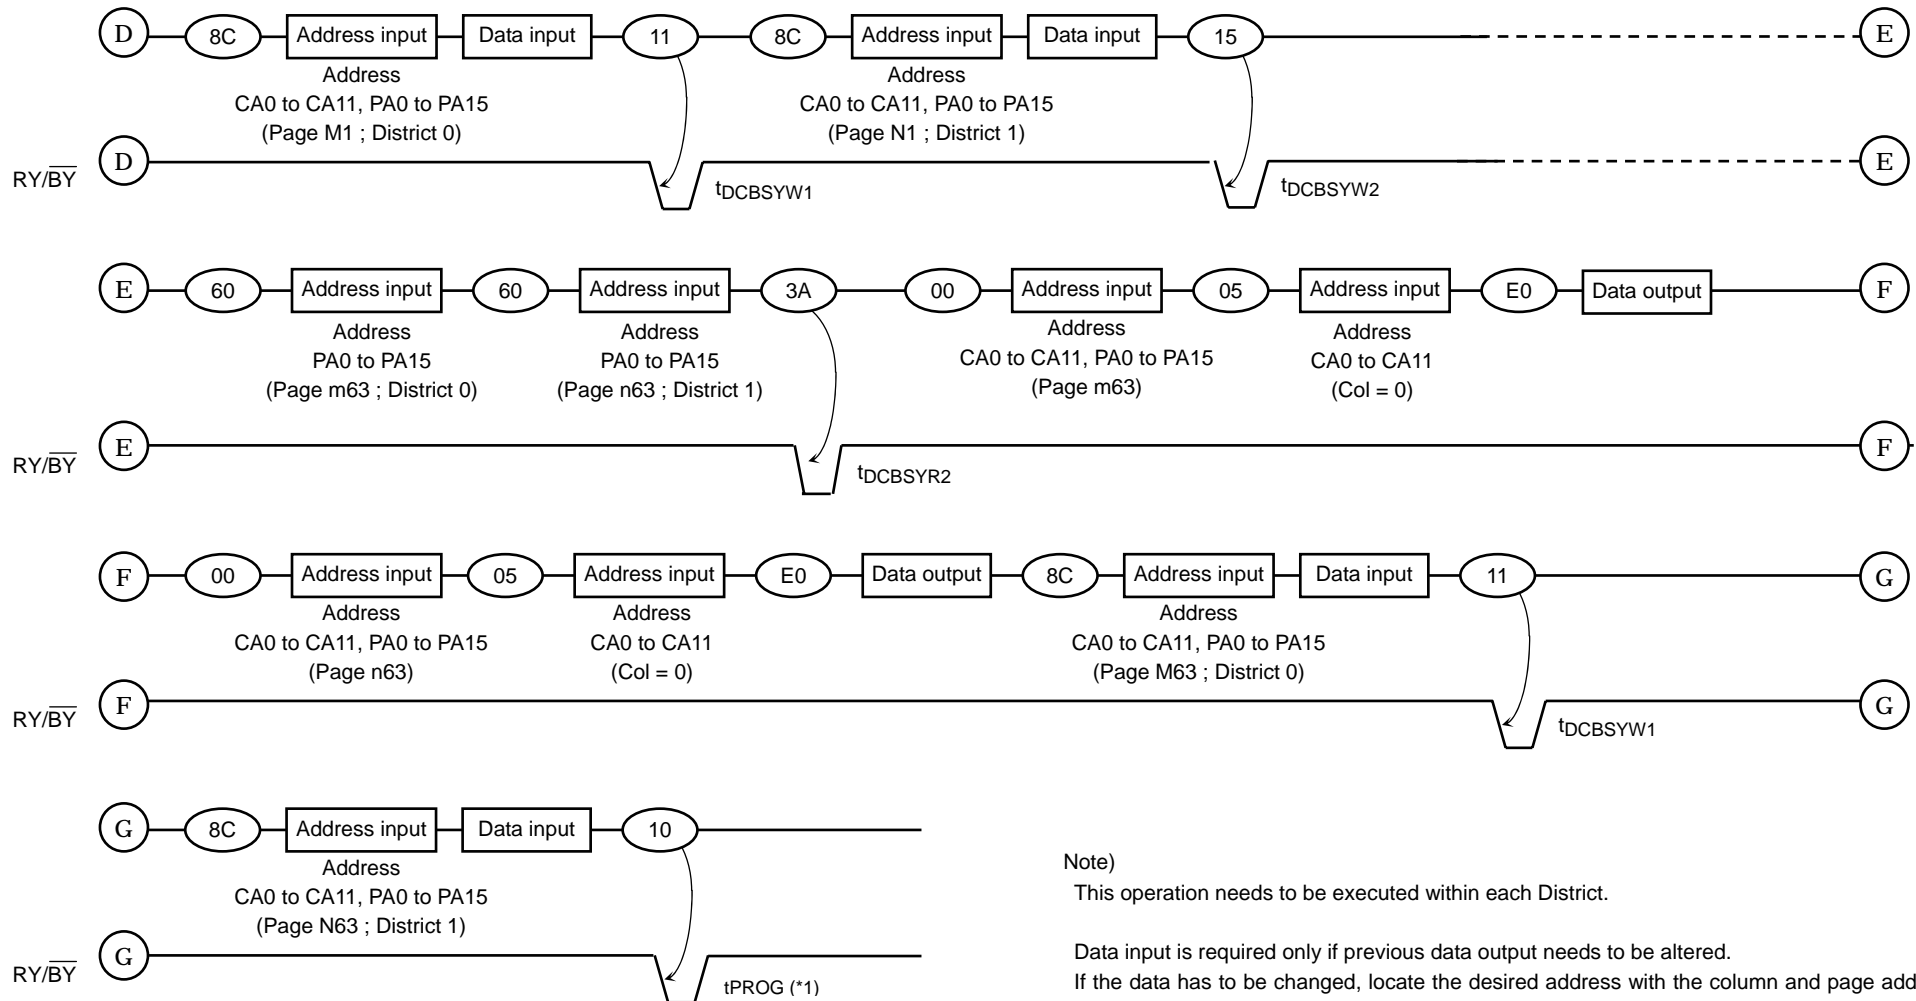 D 8C Address input Data input 11 8C Address input Data input 15 E
Address Address
CA0 to CA11, PA0 to PA15 CA0 to CA11, PA0 to PA15
(Page M1 ; District 0) (Page N1 ; District 1)
RY/BY D E
tDCBSYW1 tDCBSYW2
E 60 Address input 60 Address input 3A 00 Address input 05 Address input E0 Data output F
Address Address Address Address
PA0 to PA15 PA0 to PA15 CA0 to CA11, PA0 to PA15 CA0 to CA11
(Page m63 ; District 0) (Page n63 ; District 1) (Page m63) (Col = 0)
RY/BY E F
tDCBSYR2
F 00 Address input 05 Address input E0 Data output 8C Address input Data input 11 G
Address Address Address
CA0 to CA11, PA0 to PA15 CA0 to CA11 CA0 to CA11, PA0 to PA15
(Page n63) (Col = 0) (Page M63 ; District 0)
RY/BY F G
tDCBSYW1
G 8C Address input Data input 10
Address
CA0 to CA11, PA0 to PA15
(Page N63 ; District 1)
RY/BY G
tPROG (*1)
Note)
This operation needs to be executed within each District.
Data input is required only if previous data output needs to be altered.
If the data has to be changed, locate the desired address with the column and page add